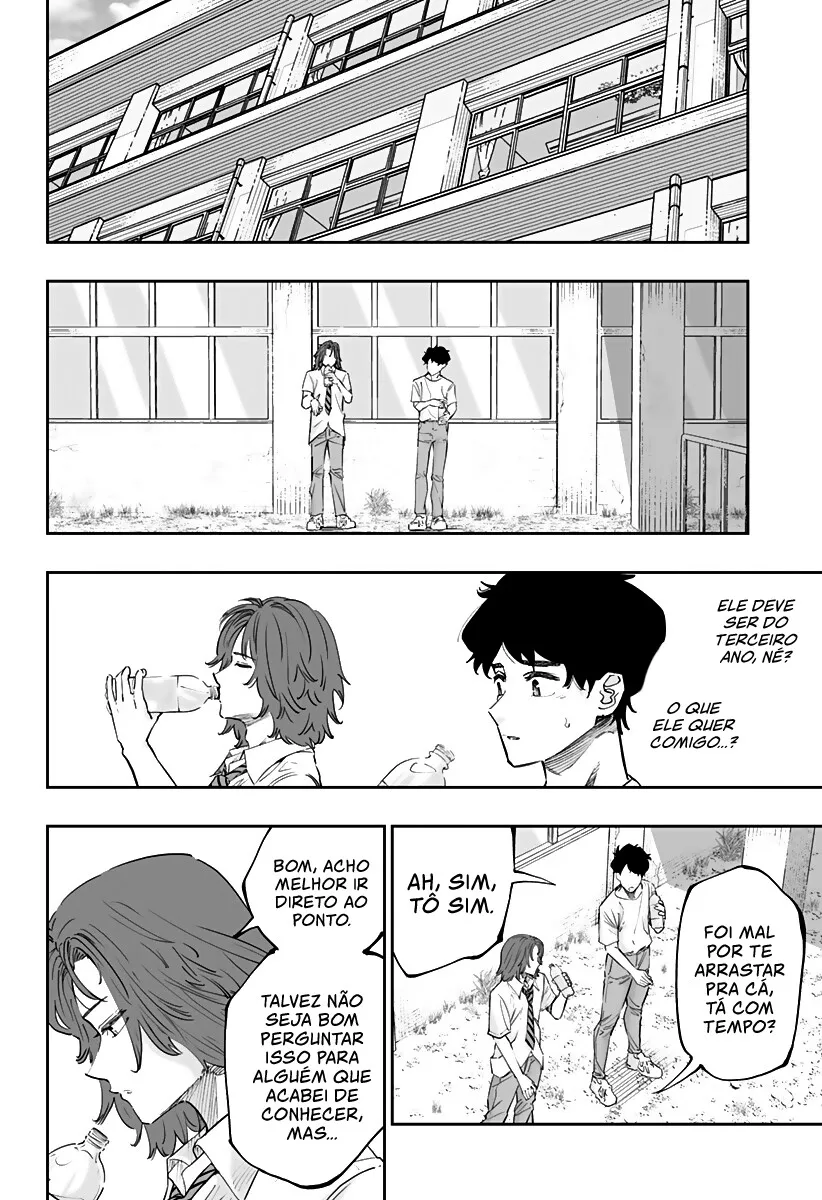 ELE DEVE
SER DO
TERCEIRO
ANO, NÉ?
O QUE
ELE QUER
COMIGO...?
FOI MAL
POR TE
ARRASTAR
PRA CÁ,
TÁ COM
TEMPO?
AH, SIM,
TÔ SIM.
BOM, ACHO
MELHOR IR
DIRETO AO
PONTO.
TALVEZ NÃO
SEJA BOM
PERGUNTAR
ISSO PARA
ALGUÉM QUE
ACABEI DE
CONHECER,
MAS...